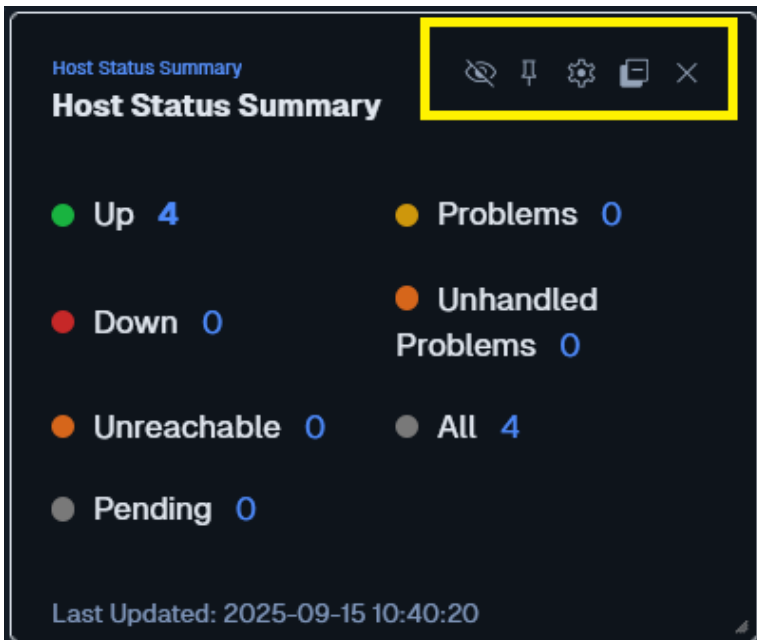 Host Status Summary
Host Status Summary
Up 4
Problems 0
Down 0
Unhandled
Problems 0
Unreachable 0
All 4
Pending 0
Last Updated: 2025-09-15 10:40:20